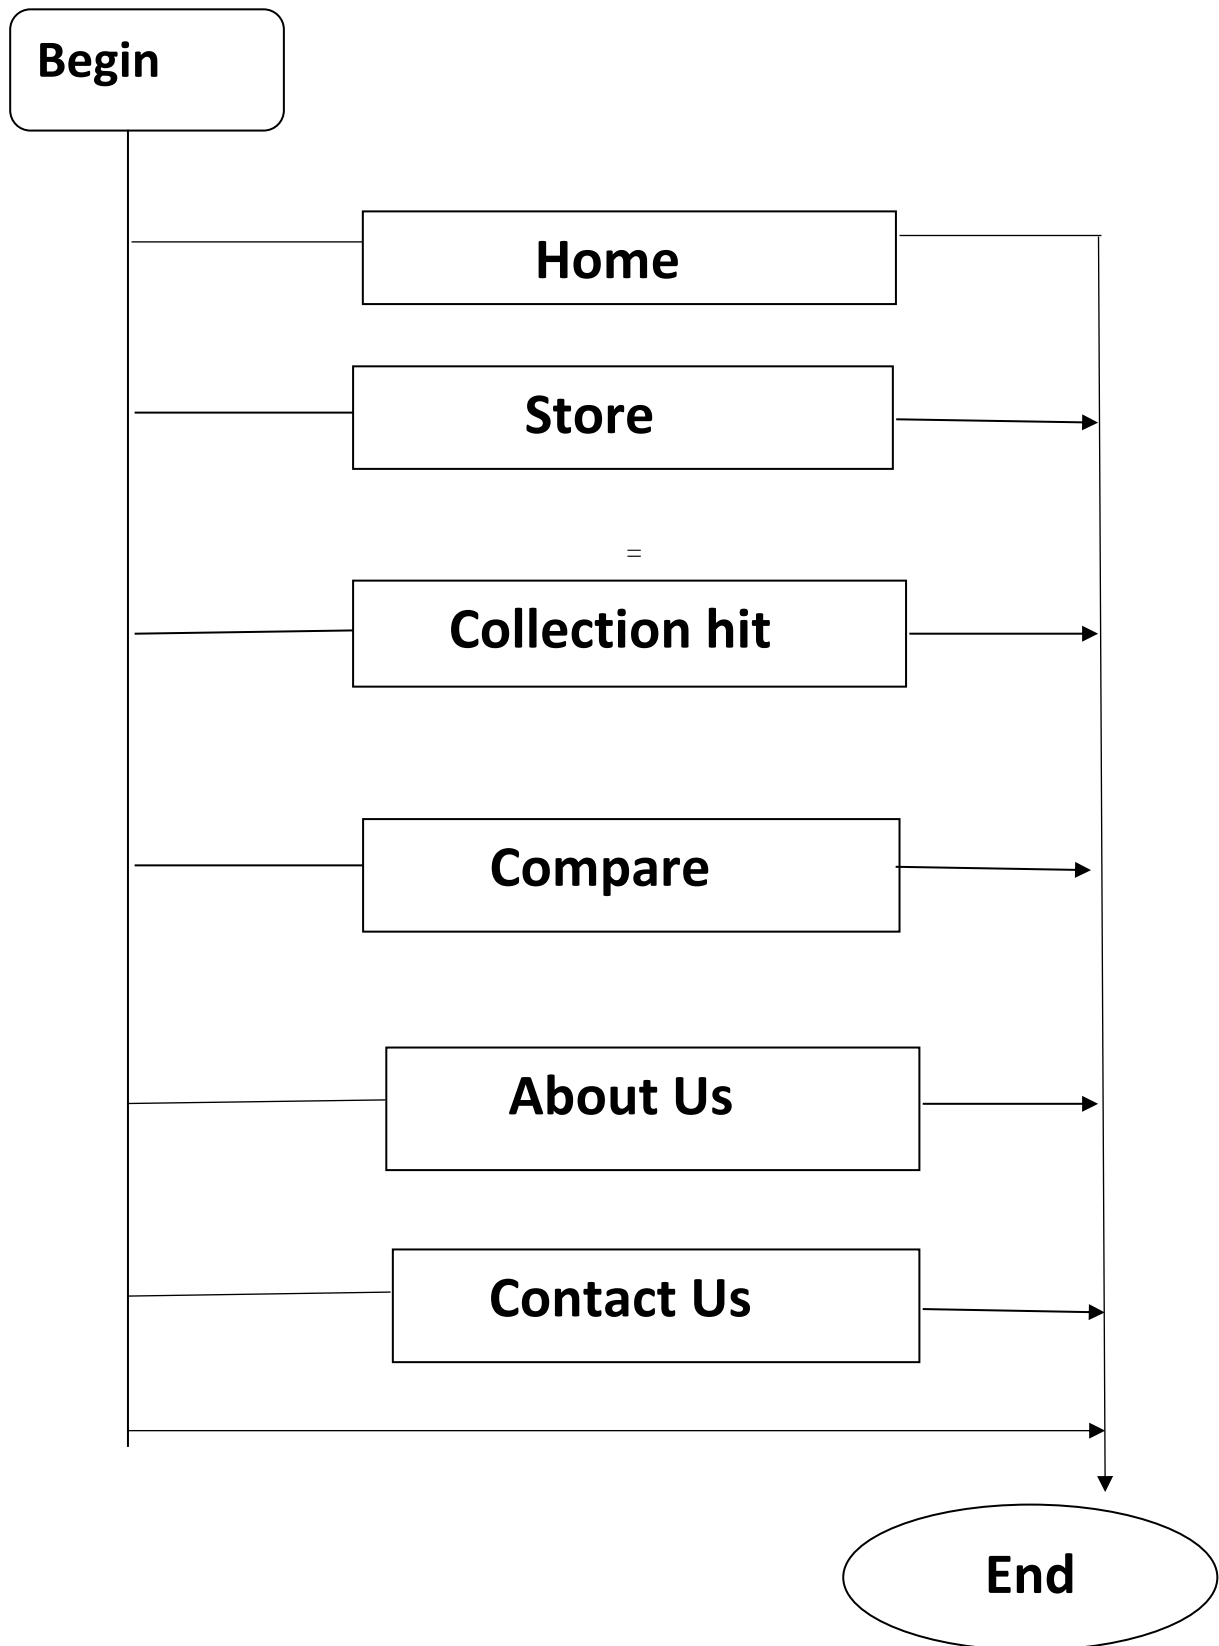 Begin
Home
Store
=
Collection hit
Compare
About Us
Contact Us
End